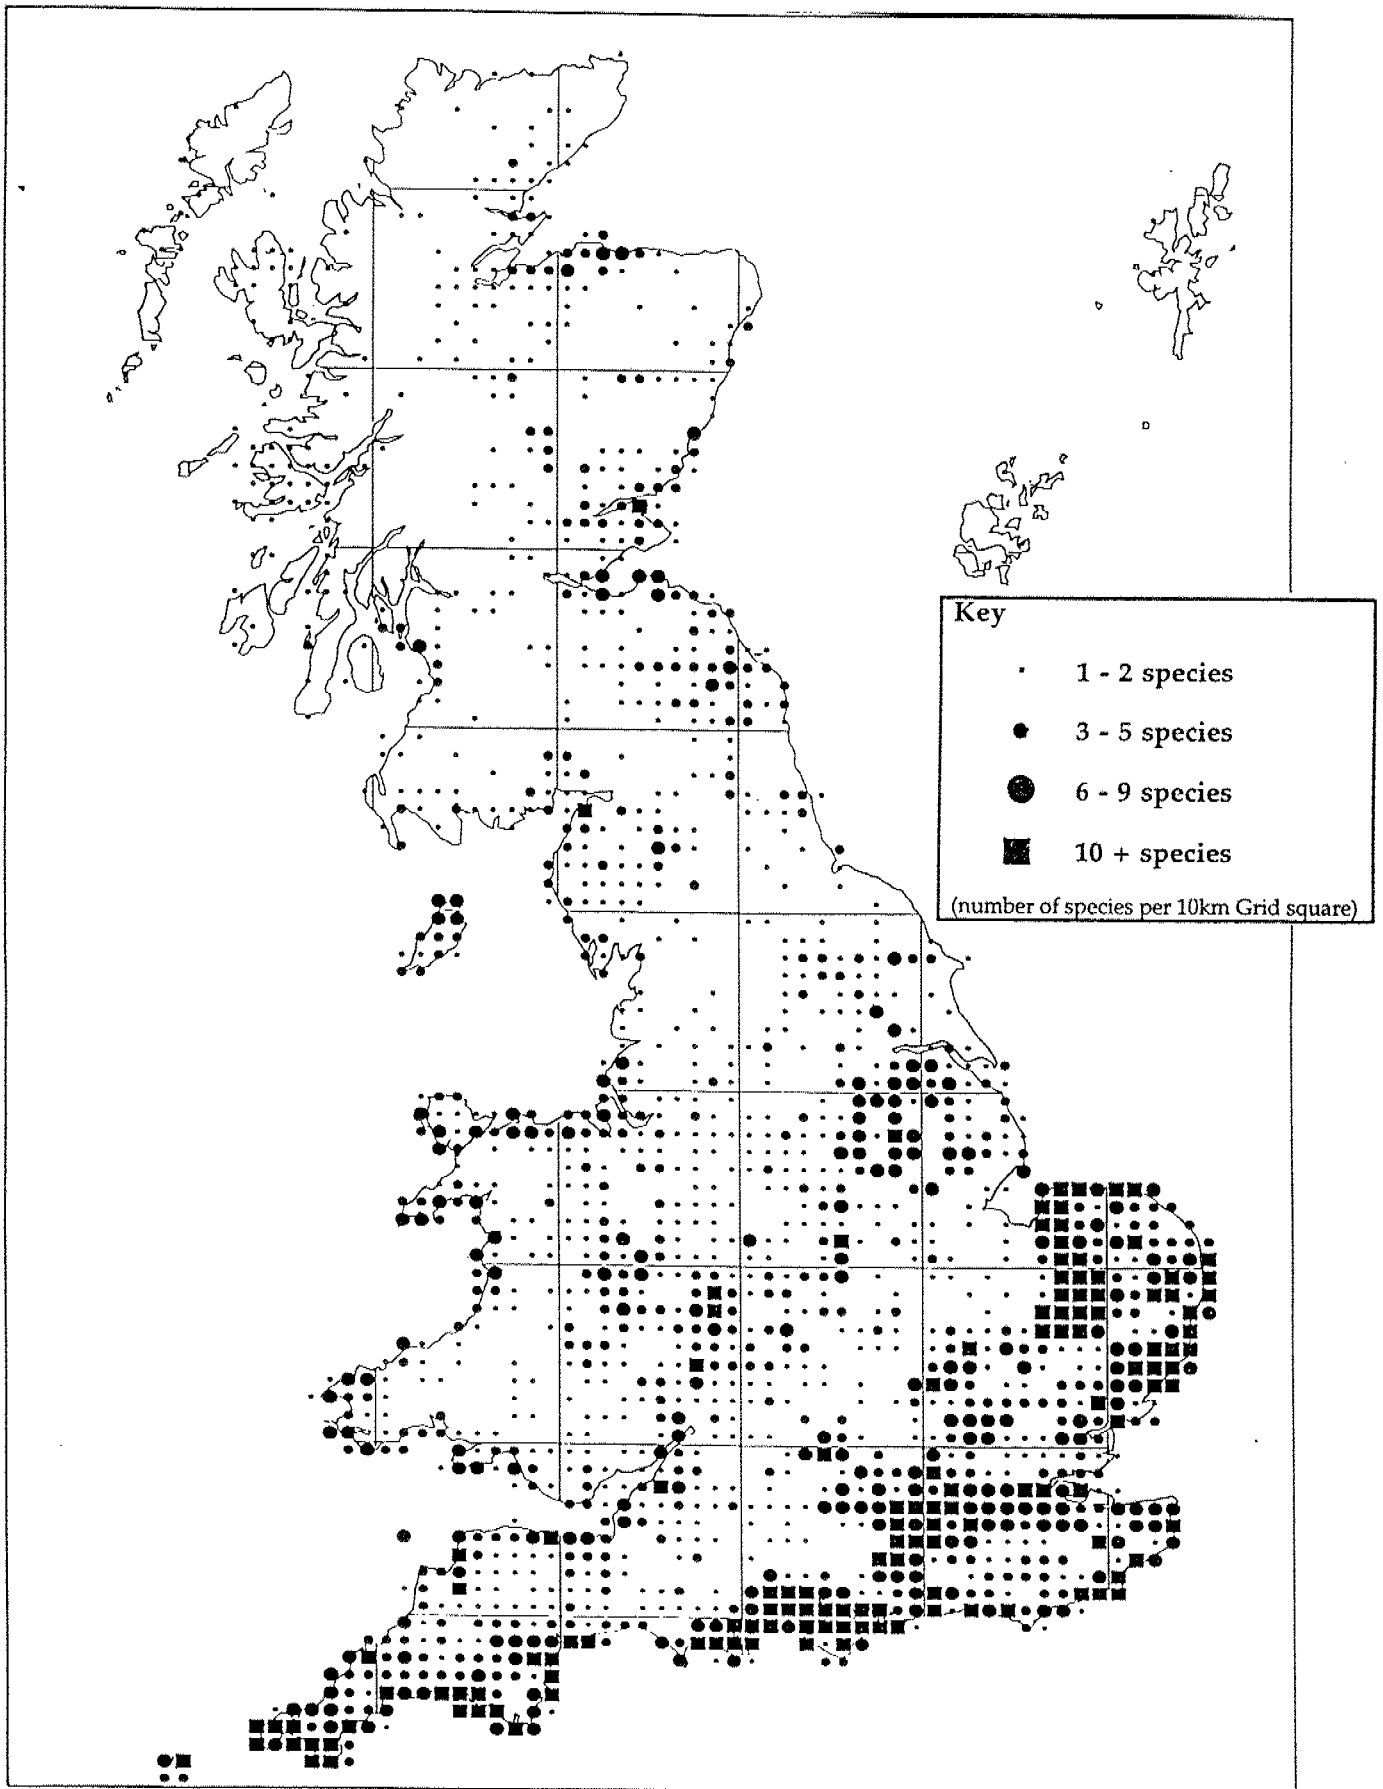 Key
1 - 2 species
3 - 5 species
6 - 9 species
10 + species
(number of species per 10km Grid square)